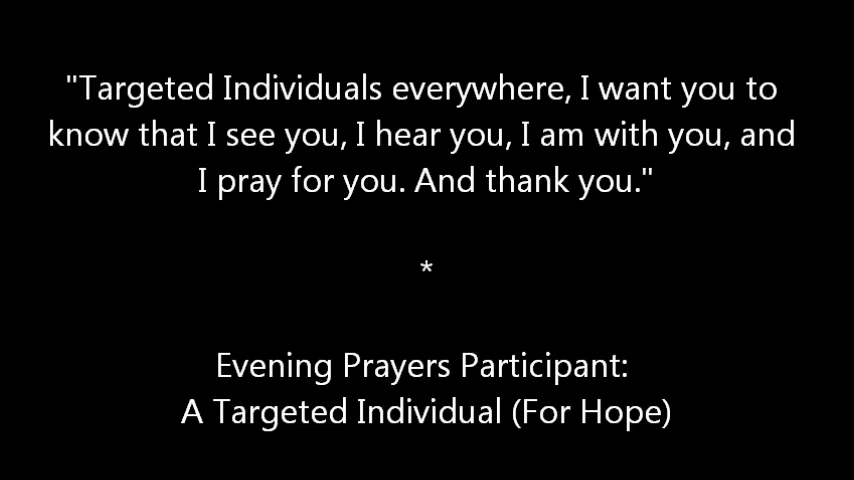 "Targeted Individuals everywhere, I want you to
know that I see you, I hear you, I am with you, and
I pray for you. And thank you."
*
Evening Prayers Participant:
A Targeted Individual (For Hope)